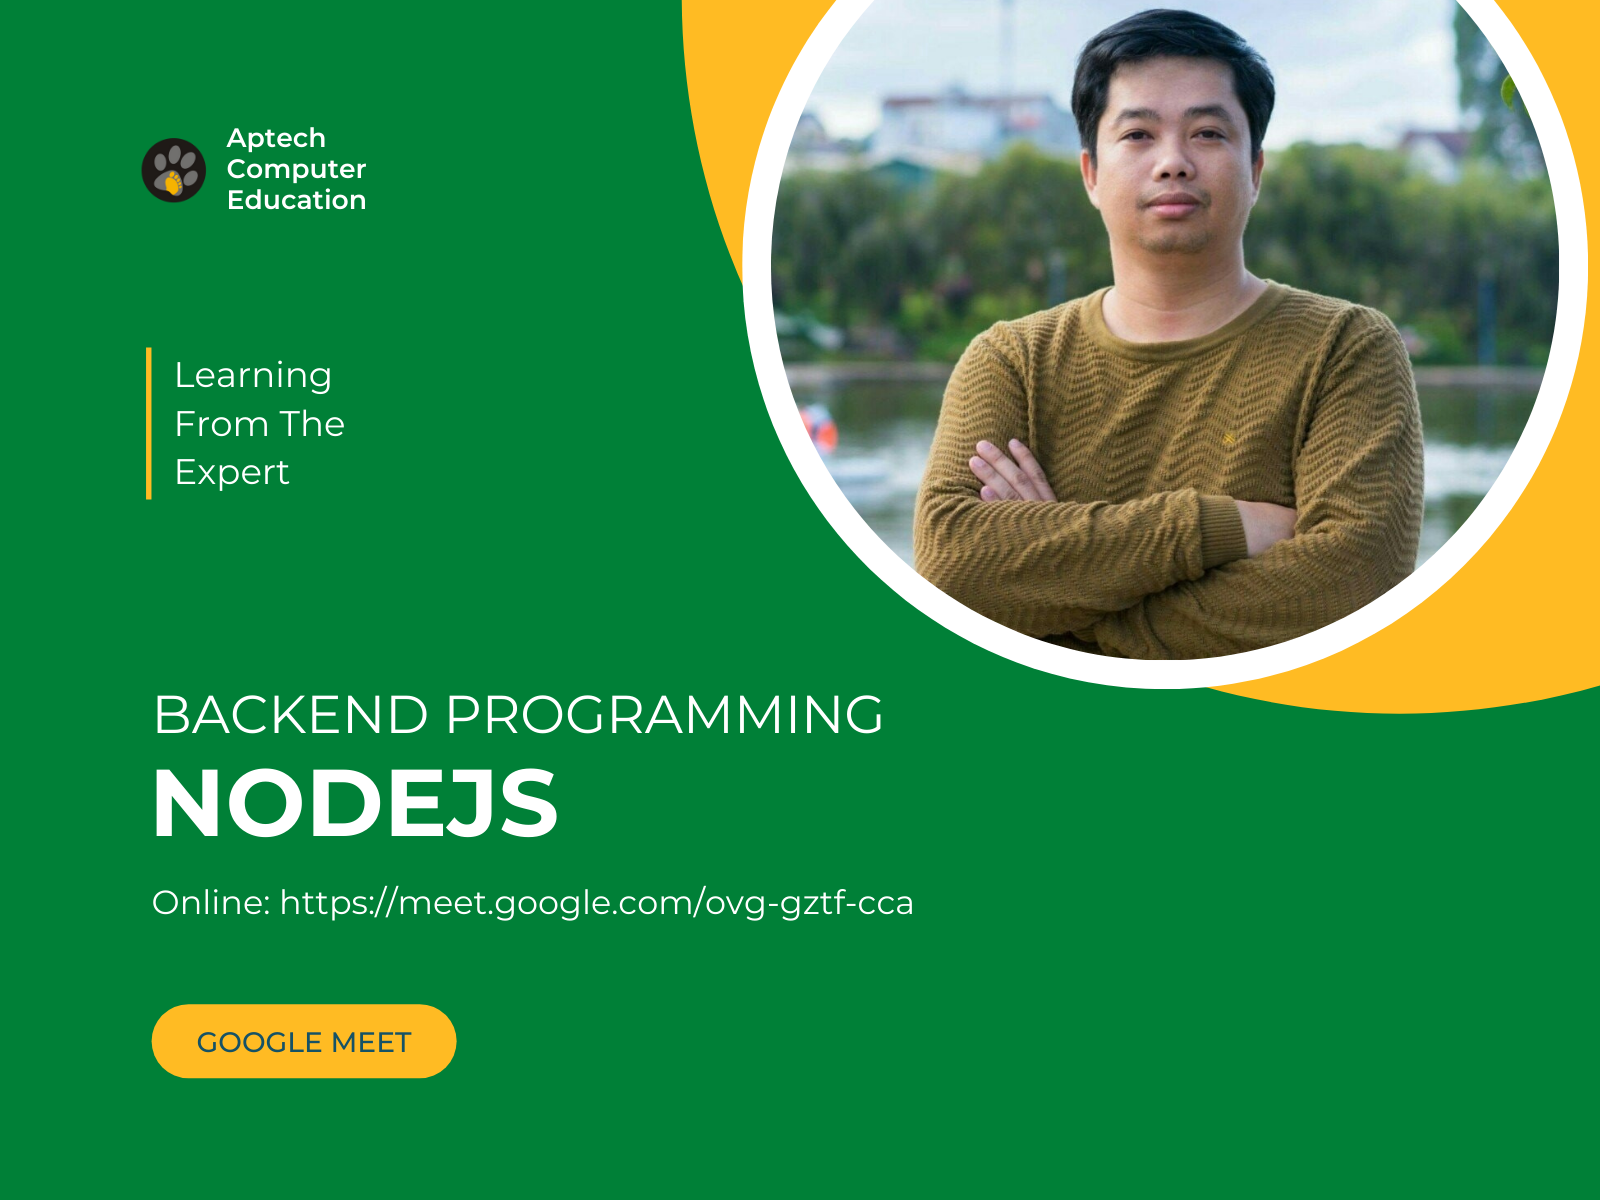 Aptech
Computer
Education
Learning
From The
Expert
BACKEND PROGRAMMING
NODEJS
Online: https://meet.google.com/ovg-gztf-cca
GOOGLE MEET